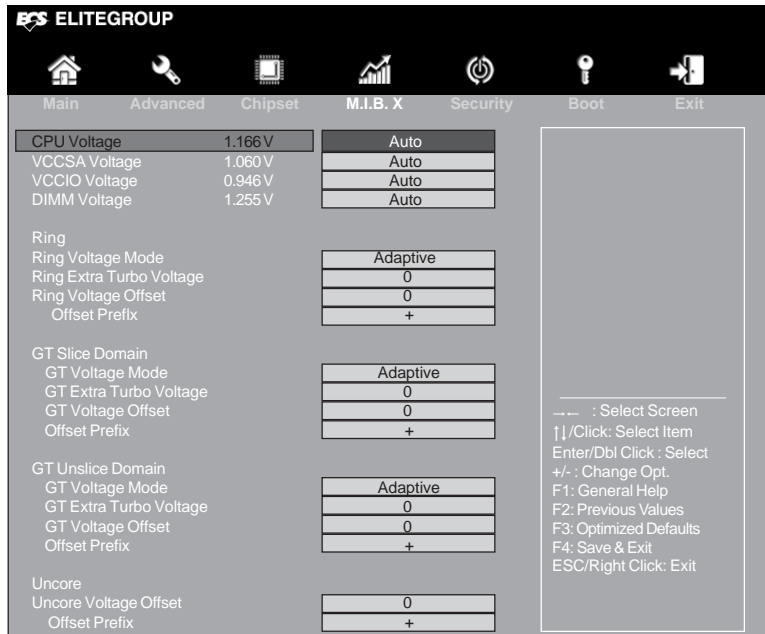 ECS ELITEGROUP
Main Advanced Chipset M.I.B. X Security Boot Exit
CPU Voltage 1.166 V Auto
VCCSA Voltage 1.060 V Auto
VCCIO Voltage 0.946 V Auto
DIMM Voltage 1.255 V Auto
Ring
Ring Voltage Mode Adaptive
Ring Extra Turbo Voltage 0
Ring Voltage Offset 0
Offset Preflx +
GT Slice Domain
GT Voltage Mode Adaptive
GT Extra Turbo Voltage 0
GT Voltage Offset 0
Offset Prefix +
GT Unslice Domain
GT Voltage Mode Adaptive
GT Extra Turbo Voltage 0
GT Voltage Offset 0
Offset Prefix +
Uncore
Uncore Voltage Offset 0
Offset Prefix +
→← : Select Screen
↑↓/Click: Select Item
Enter/Dbl Click : Select
+/- : Change Opt.
F1: General Help
F2: Previous Values
F3: Optimized Defaults
F4: Save & Exit
ESC/Right Click: Exit